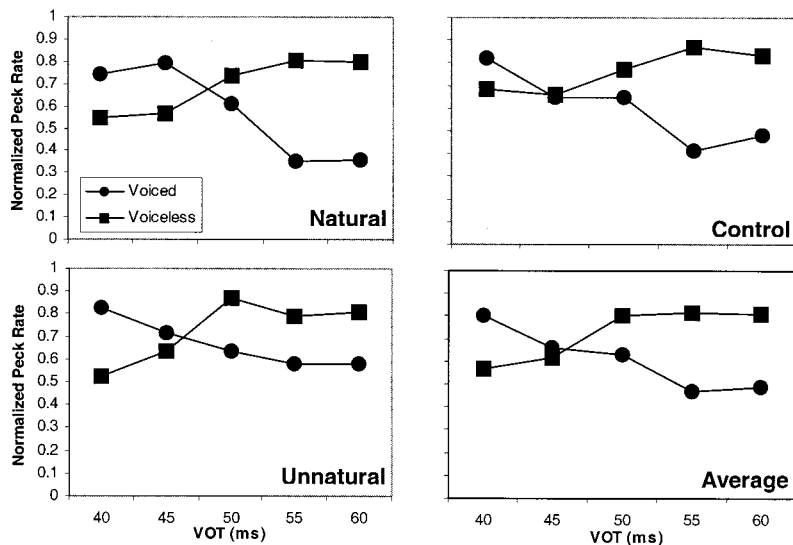 Normalized Peck Rate
1
0.9
0.8
0.7
0.6
0.5
0.4
0.3
0.2
0.1
0
Voiced
Voiceless
Natural
Control
Normalized Peck Rate
1
0.9
0.8
0.7
0.6
0.5
0.4
0.3
0.2
0.1
0
Unnatural
Average
40 45 50 55 60
VOT (ms)
40 45 50 55 60
VOT (ms)